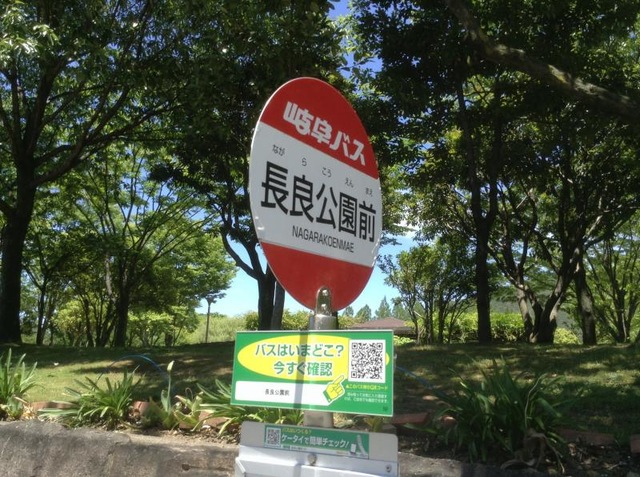 岐阜バス
ながらこうえんまえ
長良公園前
NAGARAKOENMAE
バスはいまどこ?
今すぐ確認
長良公園前
ケータイで簡単チェック!